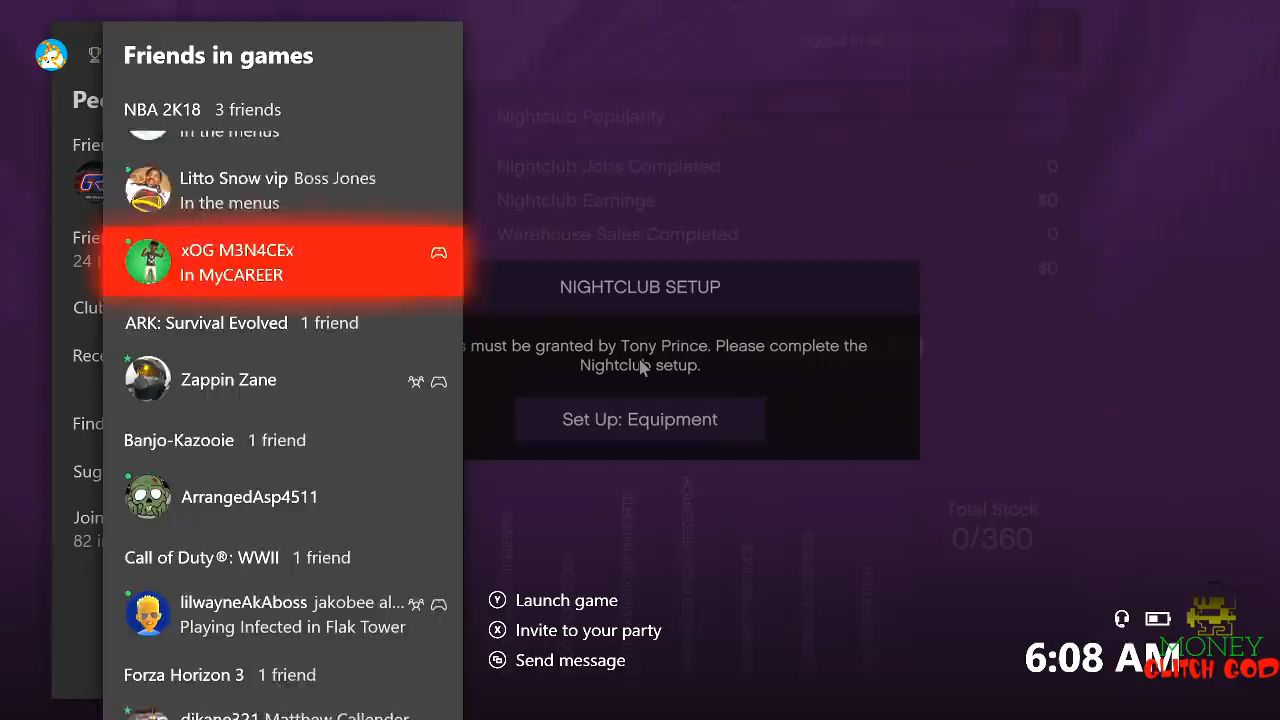 Friends in games
NBA 2K18 3 friends
In the menus
Litto Snow vip Boss Jones
In the menus
xOG M3N4CEx
In MyCAREER
ARK: Survival Evolved 1 friend
Zappin Zane
Banjo-Kazooie 1 friend
ArrangedAsp4511
Call of Duty®: WWII 1 friend
lilwayneAkAboss jakobee al...
Playing Infected in Flak Tower
Forza Horizon 3 1 friend
dikane321 Matthew Callender
24
82
Nightclub Popularity
Nightclub Jobs Completed 0
Nightclub Earnings $0
Warehouse Sales Completed 0
$0
NIGHTCLUB SETUP
must be granted by Tony Prince. Please complete the
Nightclub setup.
Set Up: Equipment
Total Stock
0/360
Launch game
Invite to your party
Send message
6:08 AM
MONEY
GLITCH GOD